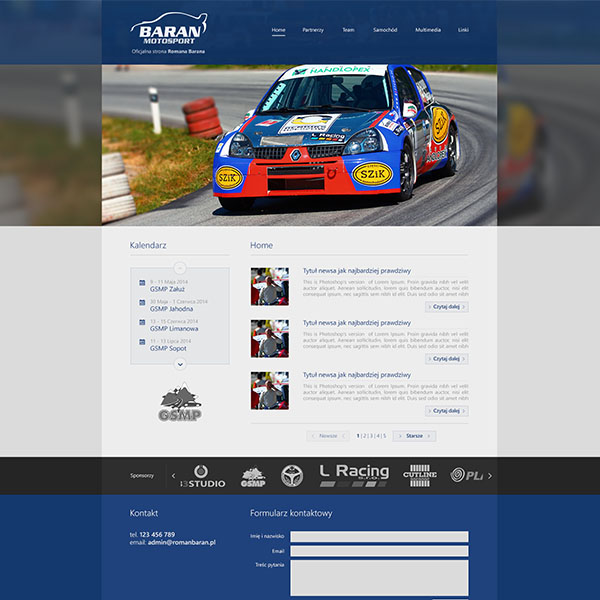 BARAN
MOTOSPORT
Oficjalna strona Romana Barana
Home Partnerzy Team Samochód Multimedia Linki
HANDLOPEX
L Racing
SZiK
SZiK
SZiK
Kalendarz
9 - 11 Maja 2014
GSMP Załuż
30 Maja - 1 Czerwca 2014
GSMP Jahodna
13 - 15 Czerwca 2014
GSMP Limanowa
11 - 13 Lipca 2014
GSMP Sopot
GSMP
Home
Tytuł newsa jak najbardziej prawdziwy
This is Photoshop's version of Lorem Ipsum. Proin gravida nibh vel velit
auctor aliquet. Aenean sollicitudin, lorem quis bibendum auctor, nisi elit
consequat ipsum, nec sagittis sem nibh id elit. Duis sed odio sit amet nibh
Czytaj dalej
Tytuł newsa jak najbardziej prawdziwy
This is Photoshop's version of Lorem Ipsum. Proin gravida nibh vel velit
auctor aliquet. Aenean sollicitudin, lorem quis bibendum auctor, nisi elit
consequat ipsum, nec sagittis sem nibh id elit. Duis sed odio sit amet nibh
Czytaj dalej
Tytuł newsa jak najbardziej prawdziwy
This is Photoshop's version of Lorem Ipsum. Proin gravida nibh vel velit
auctor aliquet. Aenean sollicitudin, lorem quis bibendum auctor, nisi elit
consequat ipsum, nec sagittis sem nibh id elit. Duis sed odio sit amet nibh
Czytaj dalej
< Nowsze 1 | 2 | 3 | 4 | 5 > Starsze
Sponsorzy
3STUDIO GSMP L Racing s.r.o. CUTLINE PL
Kontakt
tel. 123 456 789
email: admin@romanbaran.pl
Formularz kontaktowy
Imię i nazwisko
Email
Treść pytania